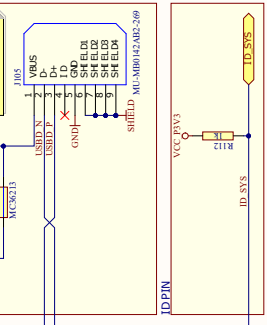 J105
MU-MB0142AB2-269
VBUS
D-
D+
ID
GND
SHIELD1
SHIELD2
SHIELD3
SHIELD4
1
2
3
4
5
6
7
8
9
USBD_N
USBD_P
GND
SHIELD
MC36213
ID_SYS
VCC_P3V3
1k
R112
ID_SYS
ID PIN